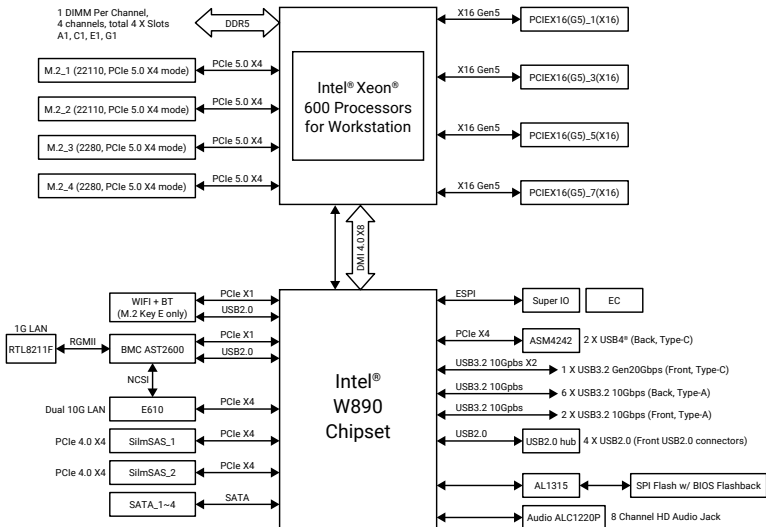 1 DIMM Per Channel,
4 channels, total 4 X Slots
A1, C1, E1, G1
DDR5
M.2_1 (22110, PCIe 5.0 X4 mode)
PCIe 5.0 X4
M.2_2 (22110, PCIe 5.0 X4 mode)
PCIe 5.0 X4
M.2_3 (2280, PCIe 5.0 X4 mode)
PCIe 5.0 X4
M.2_4 (2280, PCIe 5.0 X4 mode)
PCIe 5.0 X4
Intel® Xeon®
600 Processors
for Workstation
X16 Gen5
PCIEX16(G5)_1(X16)
X16 Gen5
PCIEX16(G5)_3(X16)
X16 Gen5
PCIEX16(G5)_5(X16)
X16 Gen5
PCIEX16(G5)_7(X16)
DMI 4.0 X8
WIFI + BT
(M.2 Key E only)
PCIe X1
USB2.0
1G LAN
RTL8211F
RGMII
BMC AST2600
PCIe X1
USB2.0
NCSI
Dual 10G LAN
E610
PCIe X4
PCIe 4.0 X4
SilmSAS_1
PCIe X4
PCIe 4.0 X4
SilmSAS_2
PCIe X4
SATA_1~4
SATA
Intel®
W890
Chipset
ESPI
Super IO
EC
PCIe X4
ASM4242
2 X USB4® (Back, Type-C)
USB3.2 10Gpbs X2
1 X USB3.2 Gen20Gbps (Front, Type-C)
USB3.2 10Gpbs
6 X USB3.2 10Gbps (Back, Type-A)
USB3.2 10Gpbs
2 X USB3.2 10Gbps (Front, Type-A)
USB2.0
USB2.0 hub
4 X USB2.0 (Front USB2.0 connectors)
AL1315
SPI Flash w/ BIOS Flashback
Audio ALC1220P
8 Channel HD Audio Jack